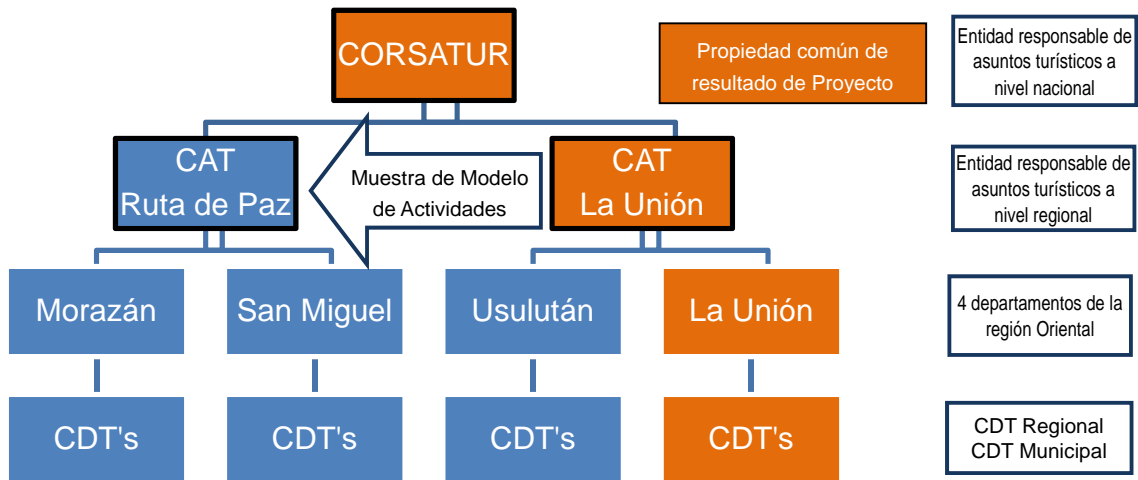 CORSATUR
Propiedad común de
resultado de Proyecto
Entidad responsable de
asuntos turísticos a
nivel nacional
CAT
Ruta de Paz
Muestra de Modelo
de Actividades
CAT
La Unión
Entidad responsable de
asuntos turísticos a
nivel regional
Morazán
San Miguel
Usulután
La Unión
4 departamentos de la
región Oriental
CDT's
CDT's
CDT's
CDT's
CDT Regional
CDT Municipal